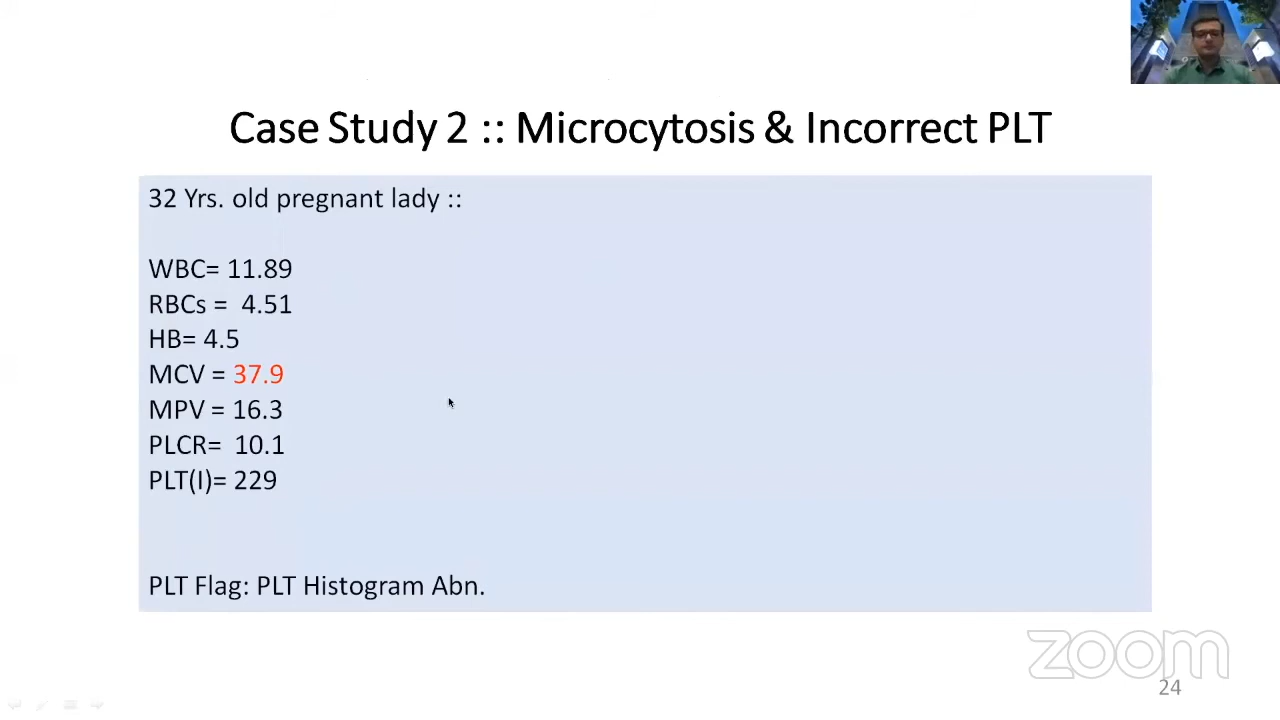 Case Study 2 :: Microcytosis & Incorrect PLT
32 Yrs. old pregnant lady ::
WBC= 11.89
RBCs = 4.51
HB= 4.5
MCV = 37.9
MPV = 16.3
PLCR= 10.1
PLT(I)= 229
PLT Flag: PLT Histogram Abn.
zoom
24